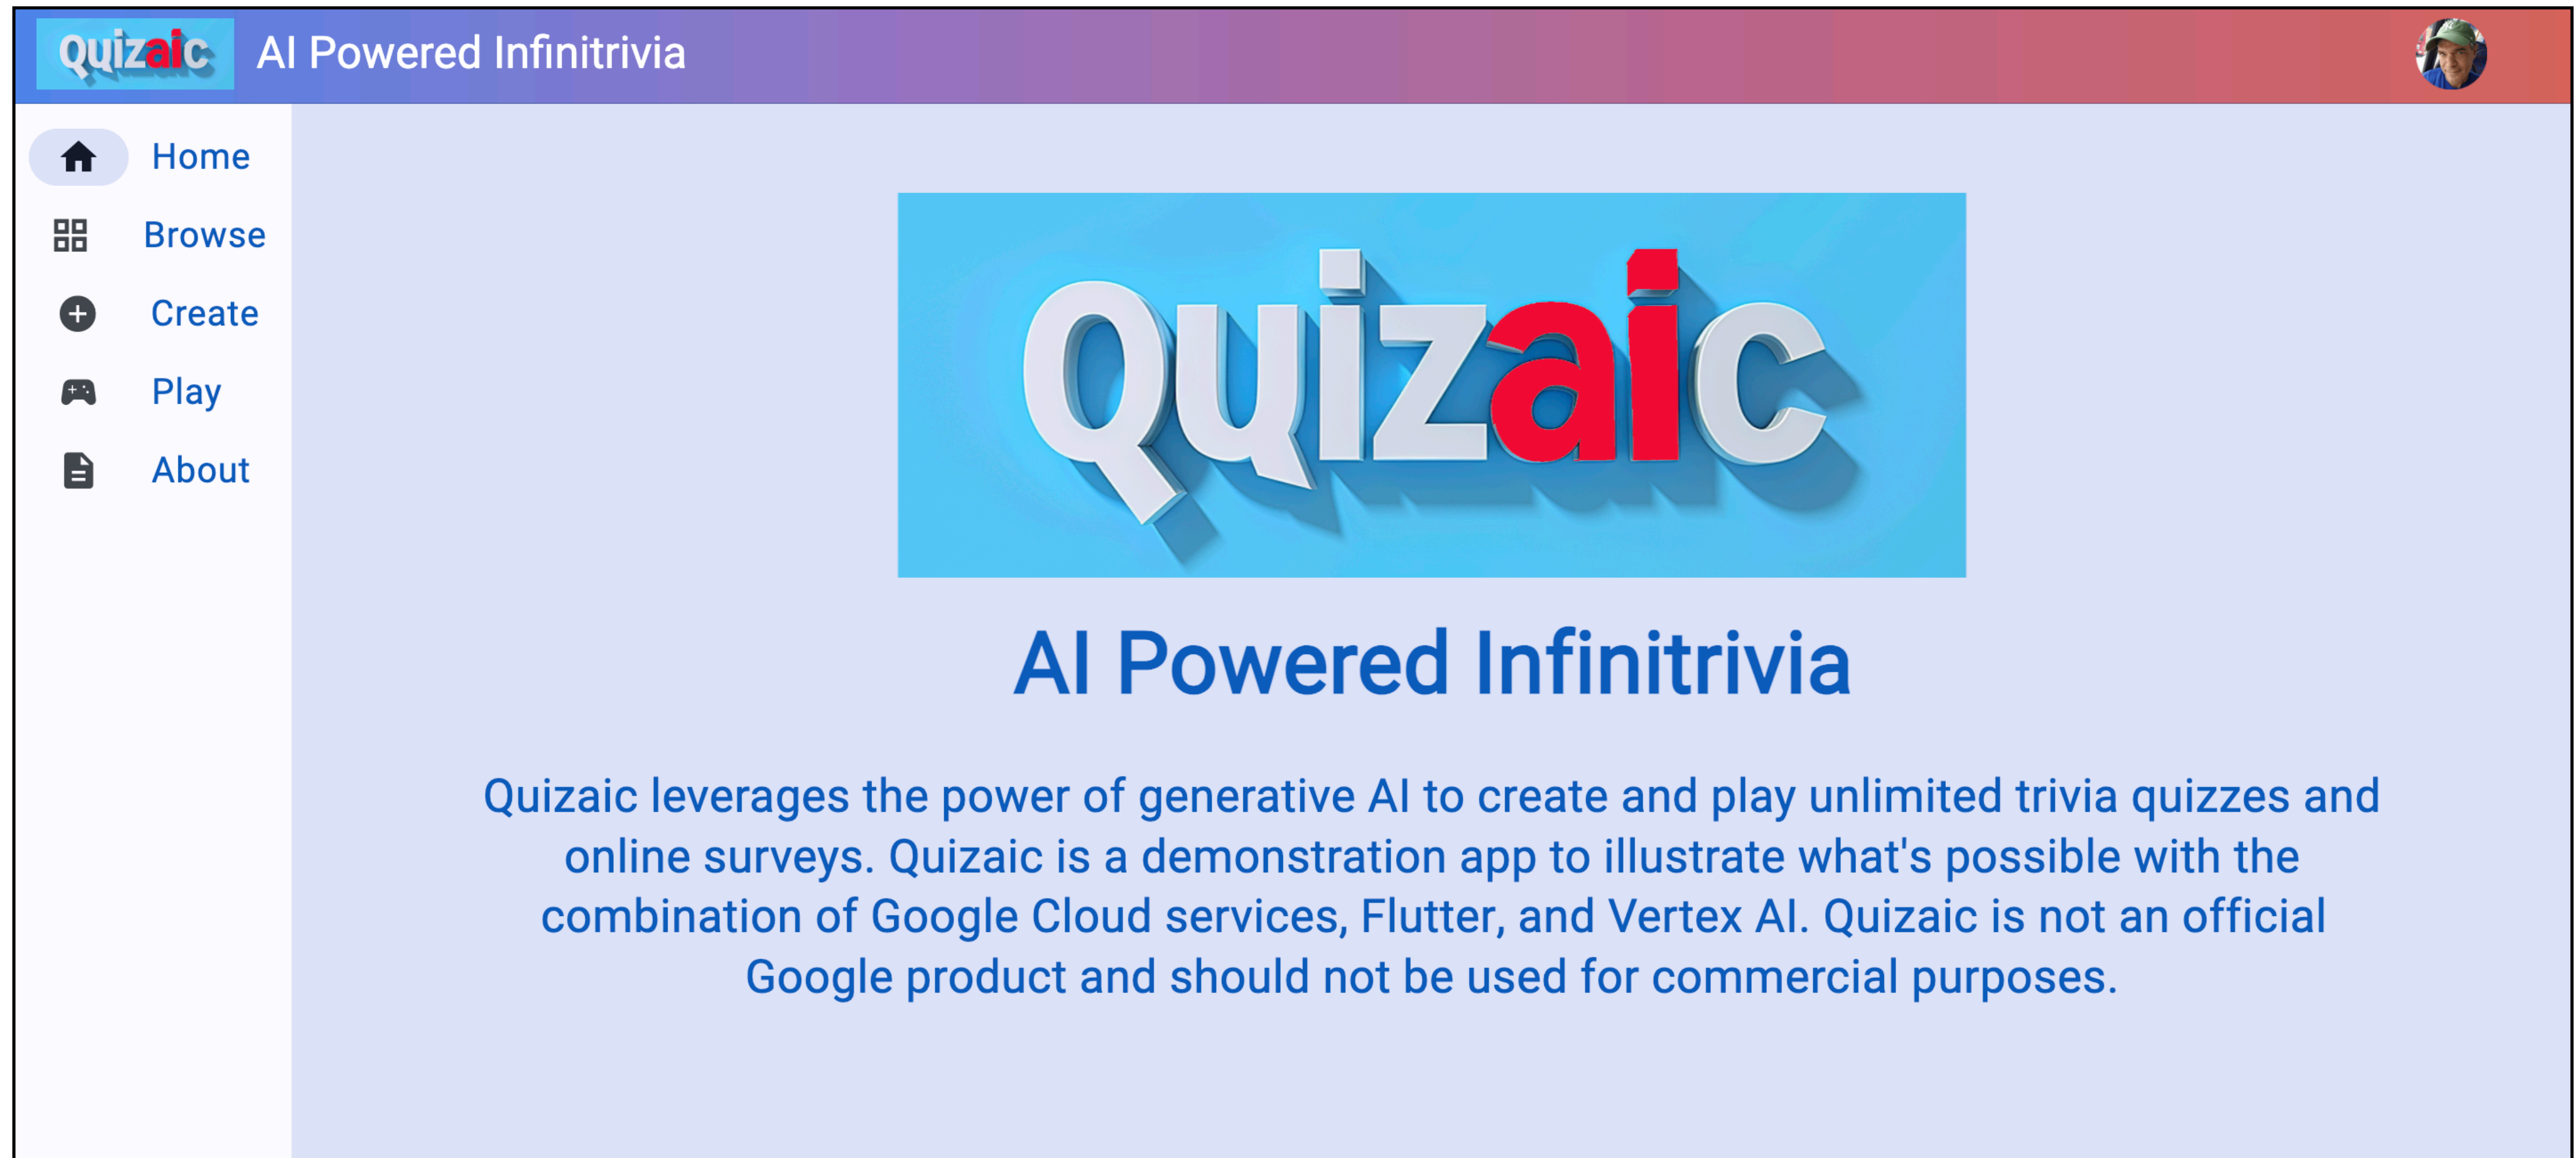 Quizaic AI Powered Infinitrivia
Home
Browse
Create
Play
About
Quizaic
AI Powered Infinitrivia
Quizaic leverages the power of generative AI to create and play unlimited trivia quizzes and
online surveys. Quizaic is a demonstration app to illustrate what's possible with the
combination of Google Cloud services, Flutter, and Vertex AI. Quizaic is not an official
Google product and should not be used for commercial purposes.